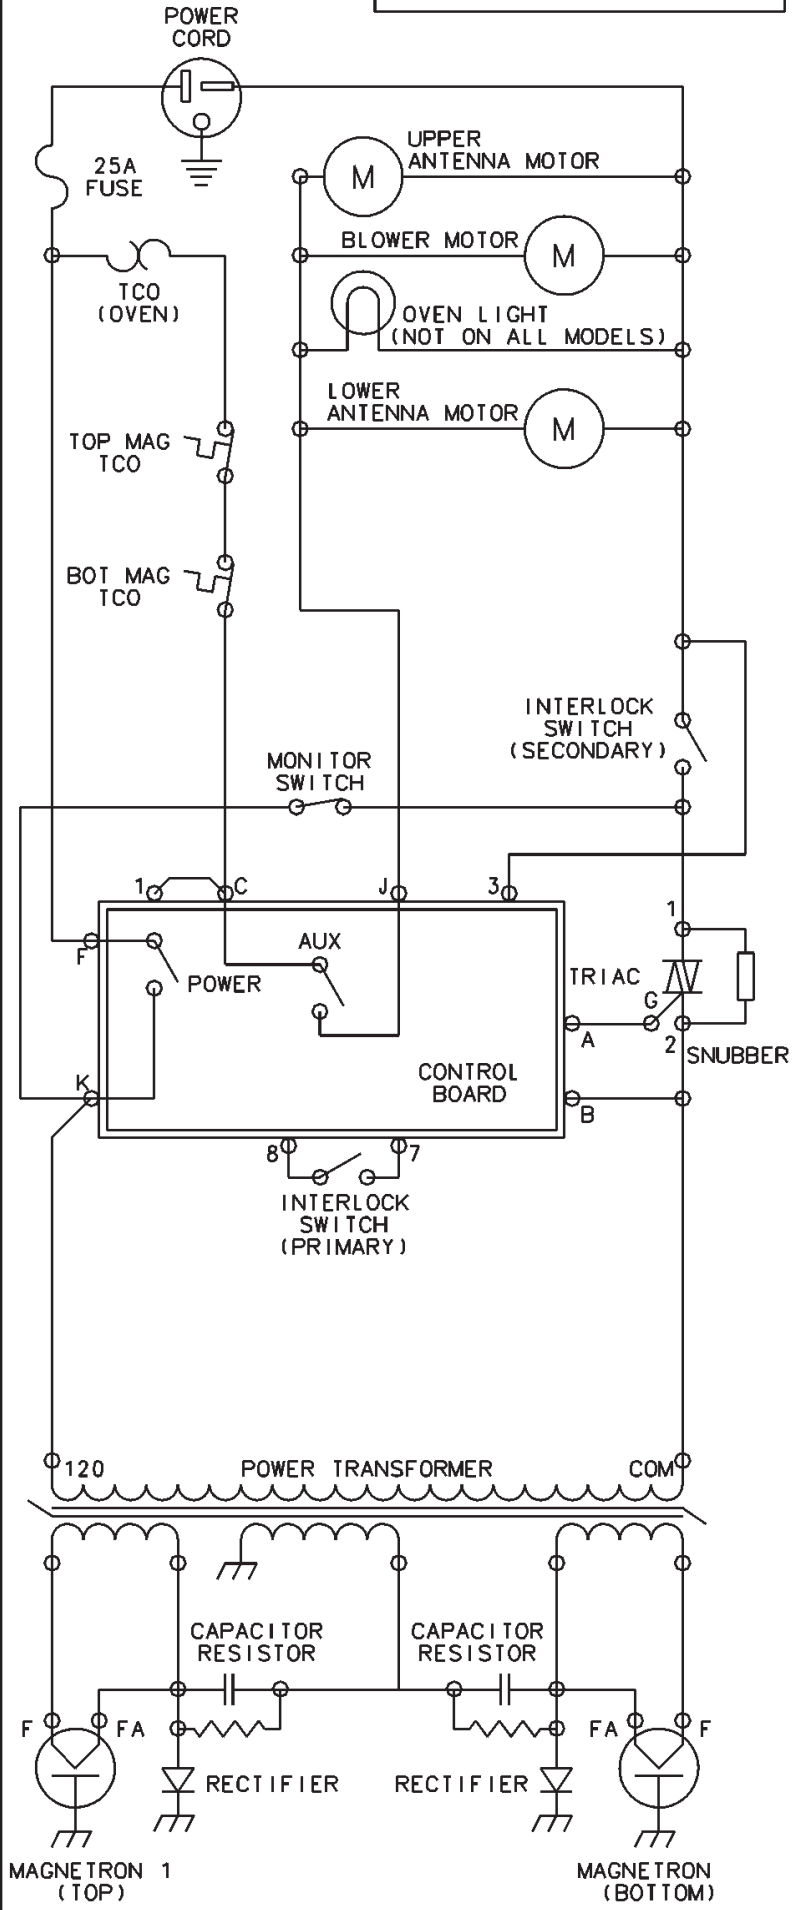 POWER
CORD
25A
FUSE
UPPER
ANTENNA MOTOR
M
BLOWER MOTOR
M
TCO
(OVEN)
OVEN LIGHT
(NOT ON ALL MODELS)
LOWER
ANTENNA MOTOR
M
TOP MAG
TCO
BOT MAG
TCO
INTERLOCK
SWITCH
(SECONDARY)
MONITOR
SWITCH
1
C
J
3
1
F
POWER
AUX
TRIAC
G
A
2
SNUBBER
K
CONTROL
BOARD
B
8
7
INTERLOCK
SWITCH
(PRIMARY)
120
POWER TRANSFORMER
COM
CAPACITOR
RESISTOR
CAPACITOR
RESISTOR
F
FA
FA
F
RECTIFIER
RECTIFIER
MAGNETRON 1
(TOP)
MAGNETRON
(BOTTOM)